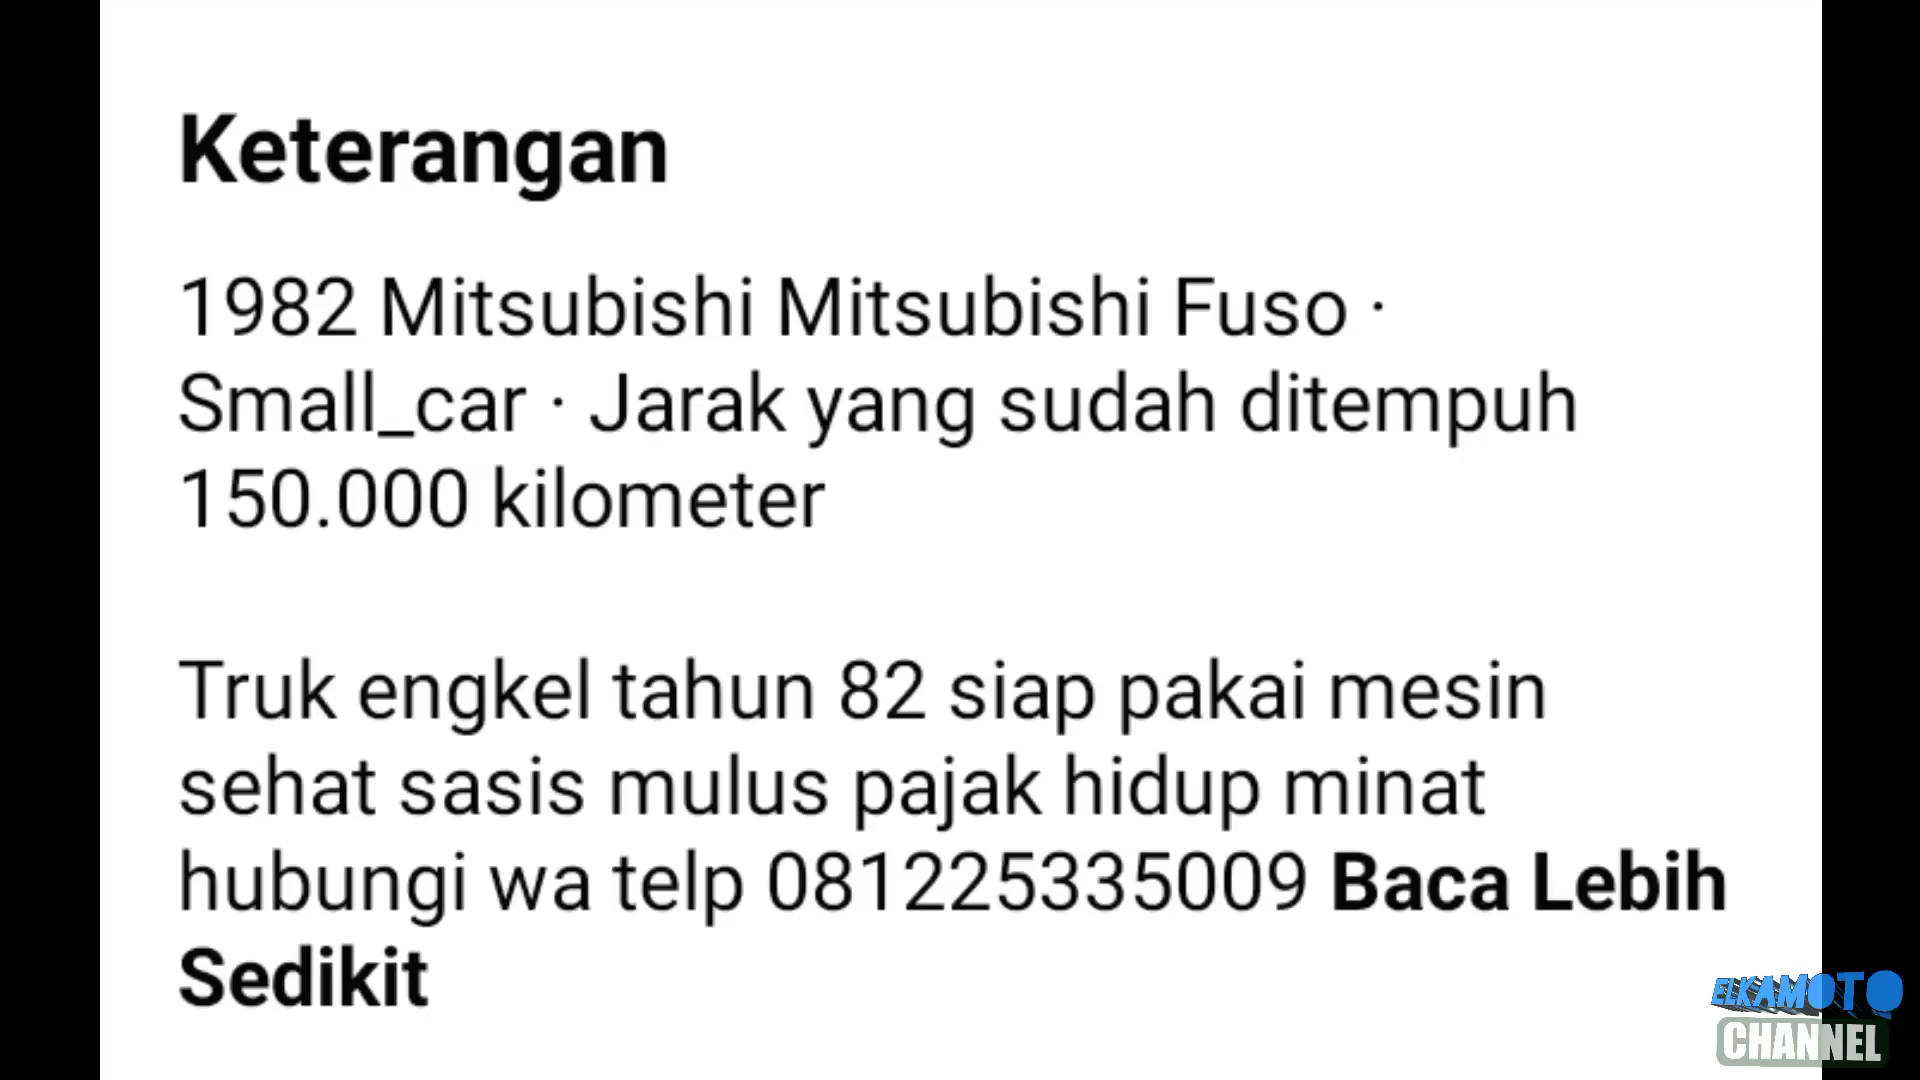 Keterangan
1982 Mitsubishi Mitsubishi Fuso ·
Small_car · Jarak yang sudah ditempuh
150.000 kilometer
Truk engkel tahun 82 siap pakai mesin
sehat sasis mulus pajak hidup minat
hubungi wa telp 081225335009 Baca Lebih
Sedikit
ELKAMOTO
CHANNEL